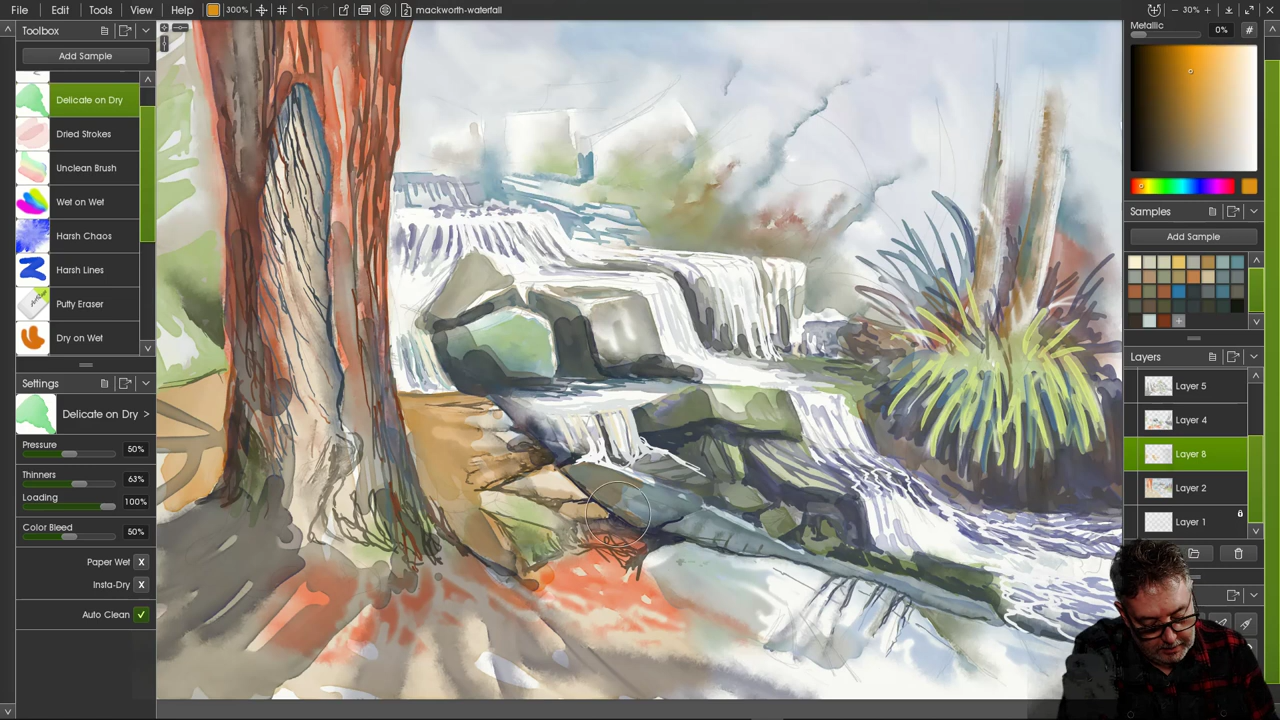 File Edit View Tools View Help 300% 2 mackworth-waterfall 30%
Toolbox
Add Sample
Delicate on Dry
Dried Strokes
Unclean Brush
Wet on Wet
Harsh Chaos
Harsh Lines
Putty Eraser
Dry on Wet
Settings
Delicate on Dry >
Pressure 50%
Thinners 63%
Loading 100%
Color Bleed 50%
Paper Wet X
Insta-Dry X
Auto Clean
Metallic 0% #
Samples
Add Sample
Layers
Layer 5
Layer 4
Layer 8
Layer 2
Layer 1